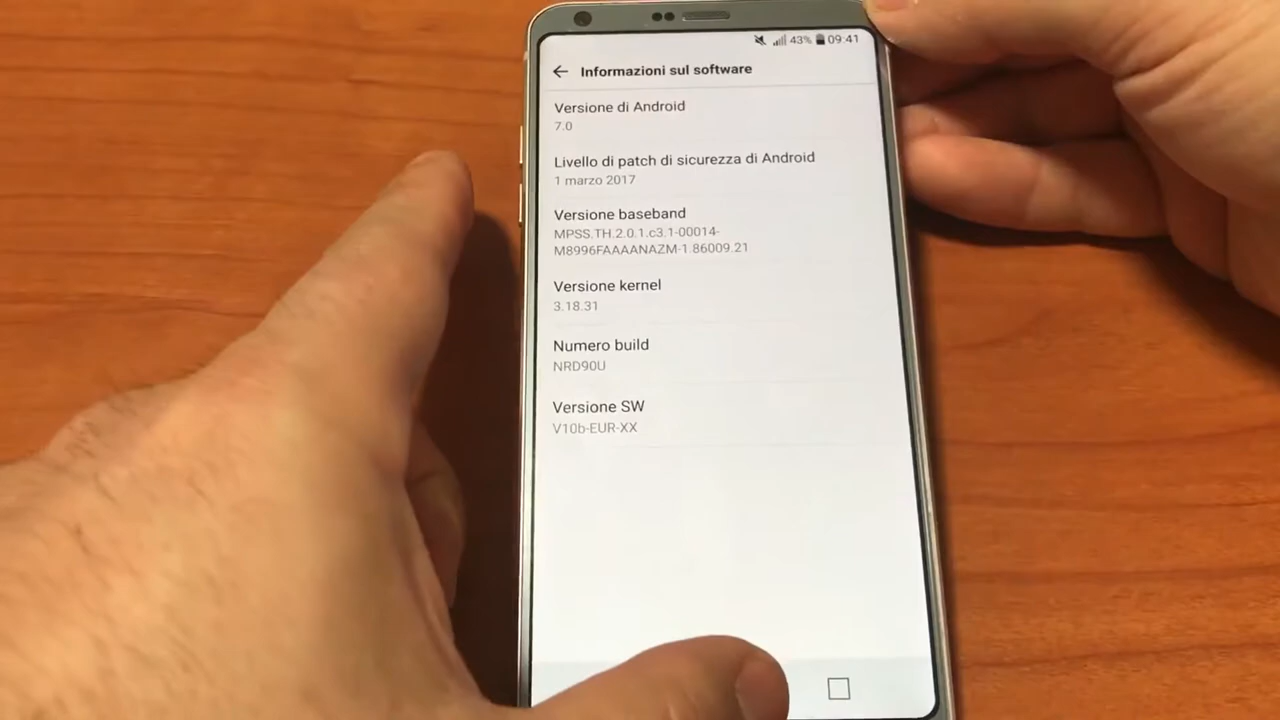 43% 09:41
Informazioni sul software
Versione di Android
7.0
Livello di patch di sicurezza di Android
1 marzo 2017
Versione baseband
MPSS.TH.2.0.1.c3.1-00014-
M8996FAAAANAZM-1.86009.21
Versione kernel
3.18.31
Numero build
NRD90U
Versione SW
V10b-EUR-XX